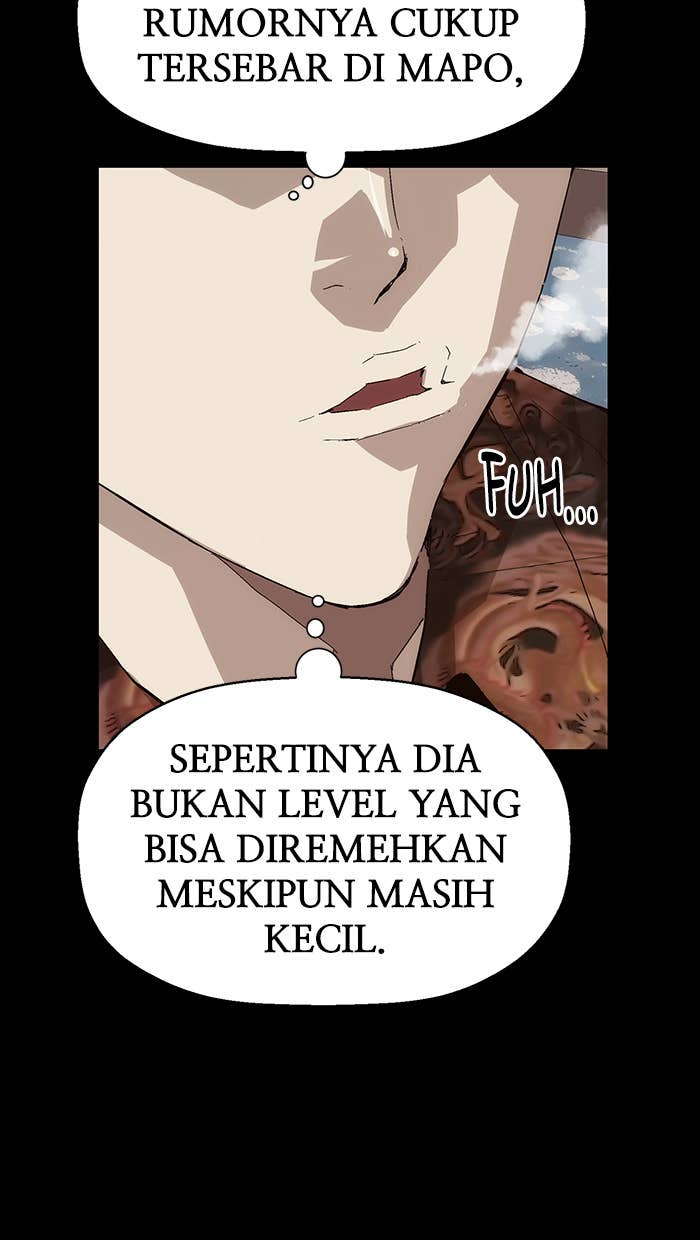 RUMORNYA CUKUP
TERSEBAR DI MAPO,
FUH...
SEPERTINYA DIA
BUKAN LEVEL YANG
BISA DIREMEHKAN
MESKIPUN MASIH
KECIL.